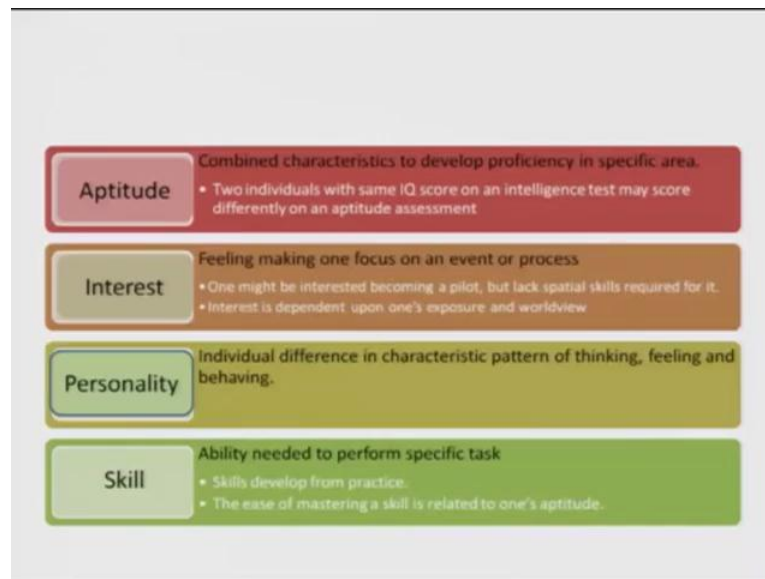 Aptitude
Combined characteristics to develop proficiency in specific area.
• Two individuals with same IQ score on an intelligence test may score
differently on an aptitude assessment
Interest
Feeling making one focus on an event or process
• One might be interested becoming a pilot, but lack spatial skills required for it.
• Interest is dependent upon one's exposure and worldview
Personality
Individual difference in characteristic pattern of thinking, feeling and
behaving.
Skill
Ability needed to perform specific task
• Skills develop from practice.
• The ease of mastering a skill is related to one's aptitude.